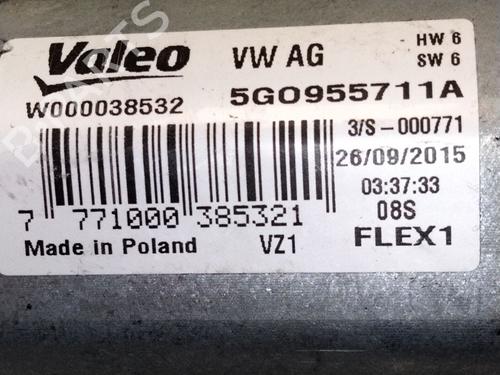 Valeo VW AG HW 6
SW 6
W000038532 5G0955711A
3/S-000771
26/09/2015
03:37:33
7 771000 385321 08S
Made in Poland VZ1 FLEX1